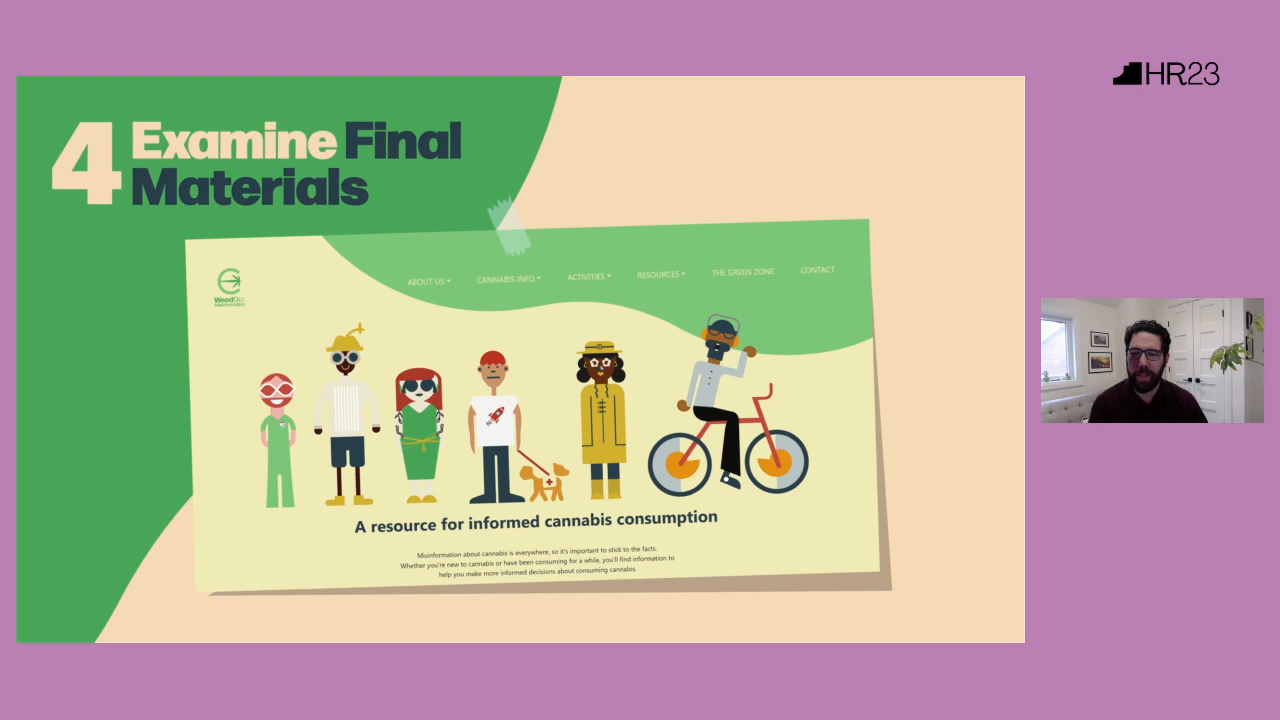 HR23
4 Examine Final
Materials
ABOUT US
CANNABIS INFO
ACTIVITIES
RESOURCES
THE GREEN ZONE
CONTACT
WeedOut
Misinformation
A resource for informed cannabis consumption
Misinformation about cannabis is everywhere, so it's important to stick to the facts.
Whether you're new to cannabis or have been consuming for a while, you'll find information to
help you make more informed decisions about consuming cannabis.